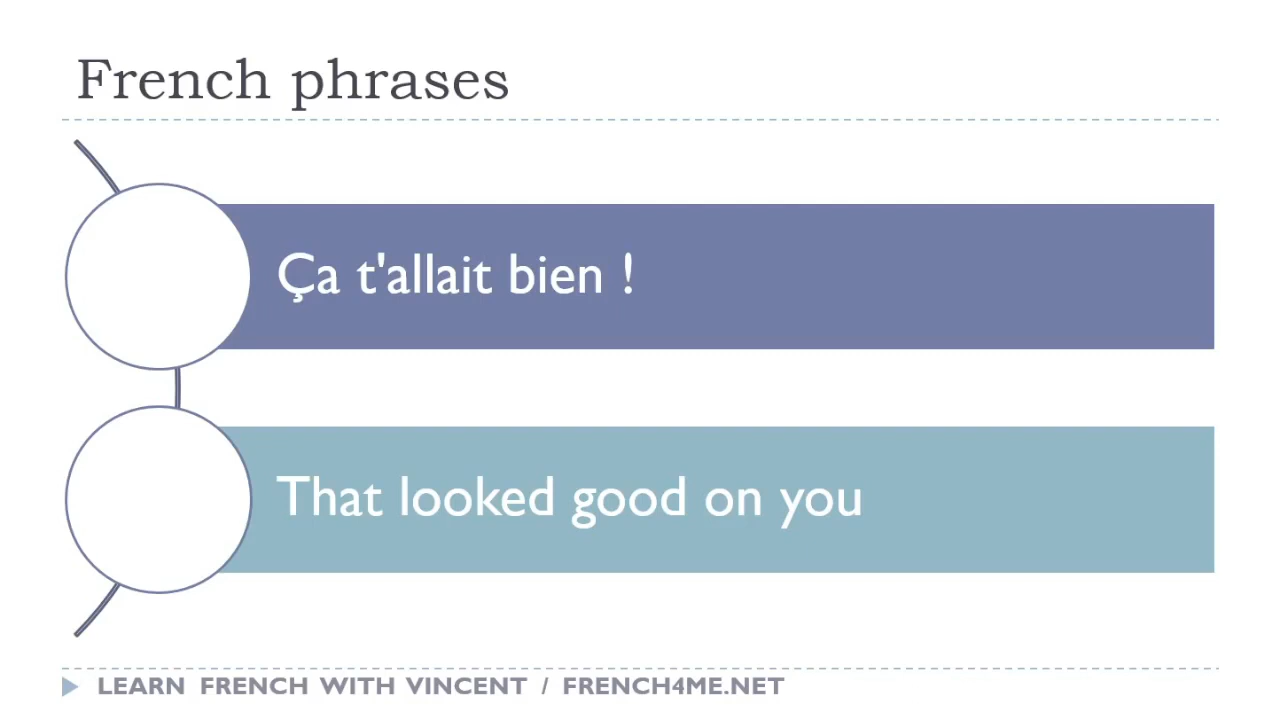 French phrases
Ça t'allait bien !
That looked good on you
LEARN FRENCH WITH VINCENT / FRENCH4ME.NET